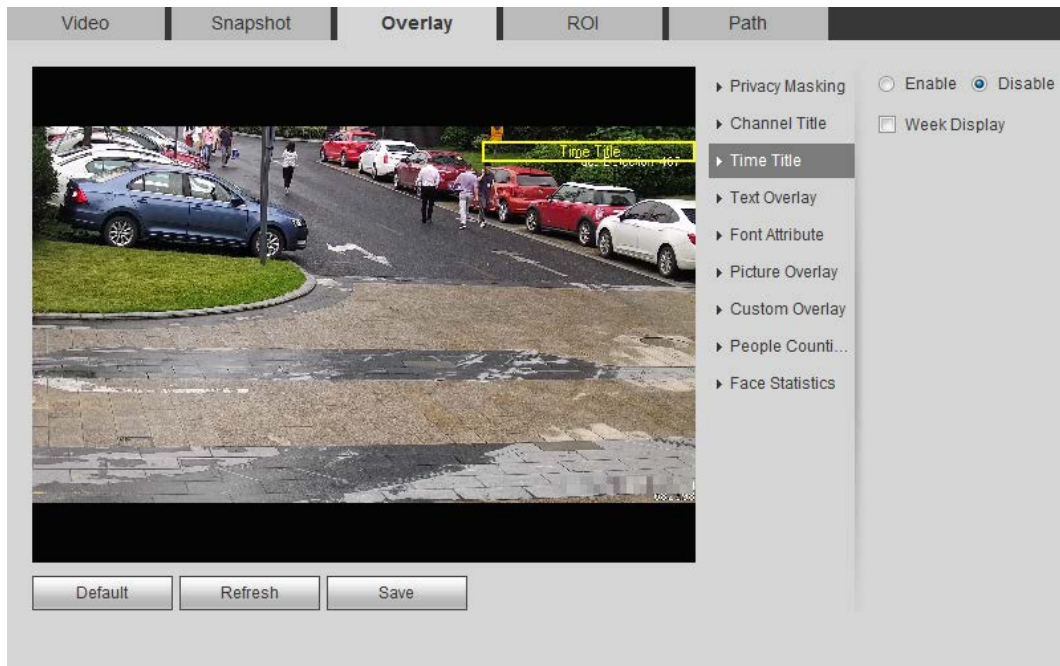 Video Snapshot Overlay ROI Path
Privacy Masking
Enable Disable
Channel Title
Week Display
Time Title
Time Title
Text Overlay
Font Attribute
Picture Overlay
Custom Overlay
People Counti...
Face Statistics
Default Refresh Save